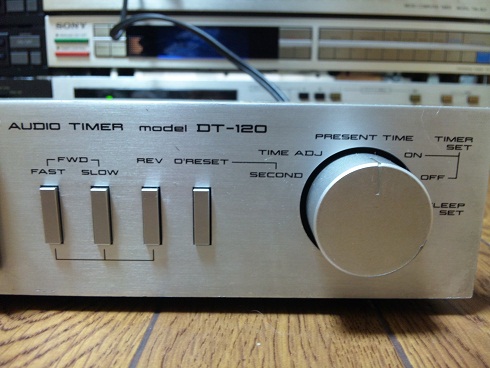 SONY
AUDIO TIMER model DT-120
PRESENT TIME
TIMER SET
TIME ADJ
ON
FWD
REV
O'RESET
FAST
SLOW
SECOND
OFF
LEEP SET